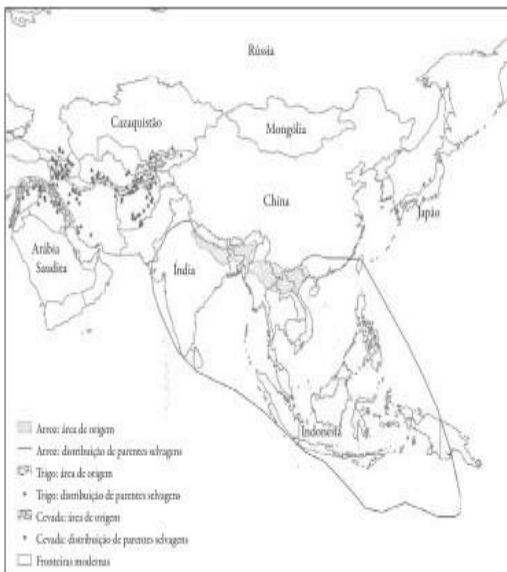 Rússia
Cazaquistão
Mongólia
China
Japão
Arábia
Saudita
Índia
Indonésia
Arroz: área de origem
Arroz: distribuição de parentes selvagens
Trigo: área de origem
Trigo: distribuição de parentes selvagens
Cevada: área de origem
Cevada: distribuição de parentes selvagens
Fronteiras modernas